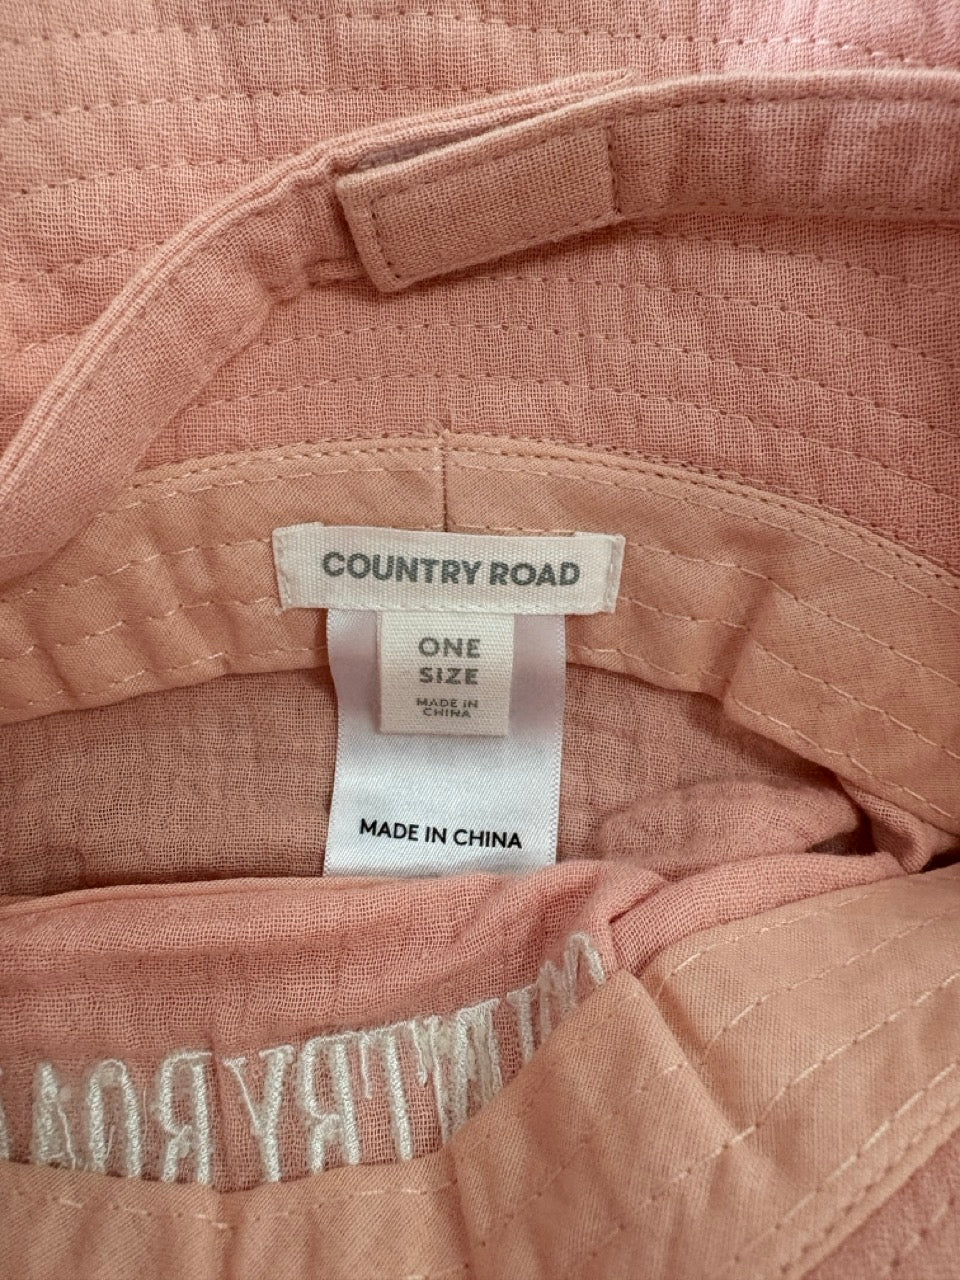 COUNTRY ROAD
ONE
SIZE
MADE IN
CHINA
MADE IN CHINA